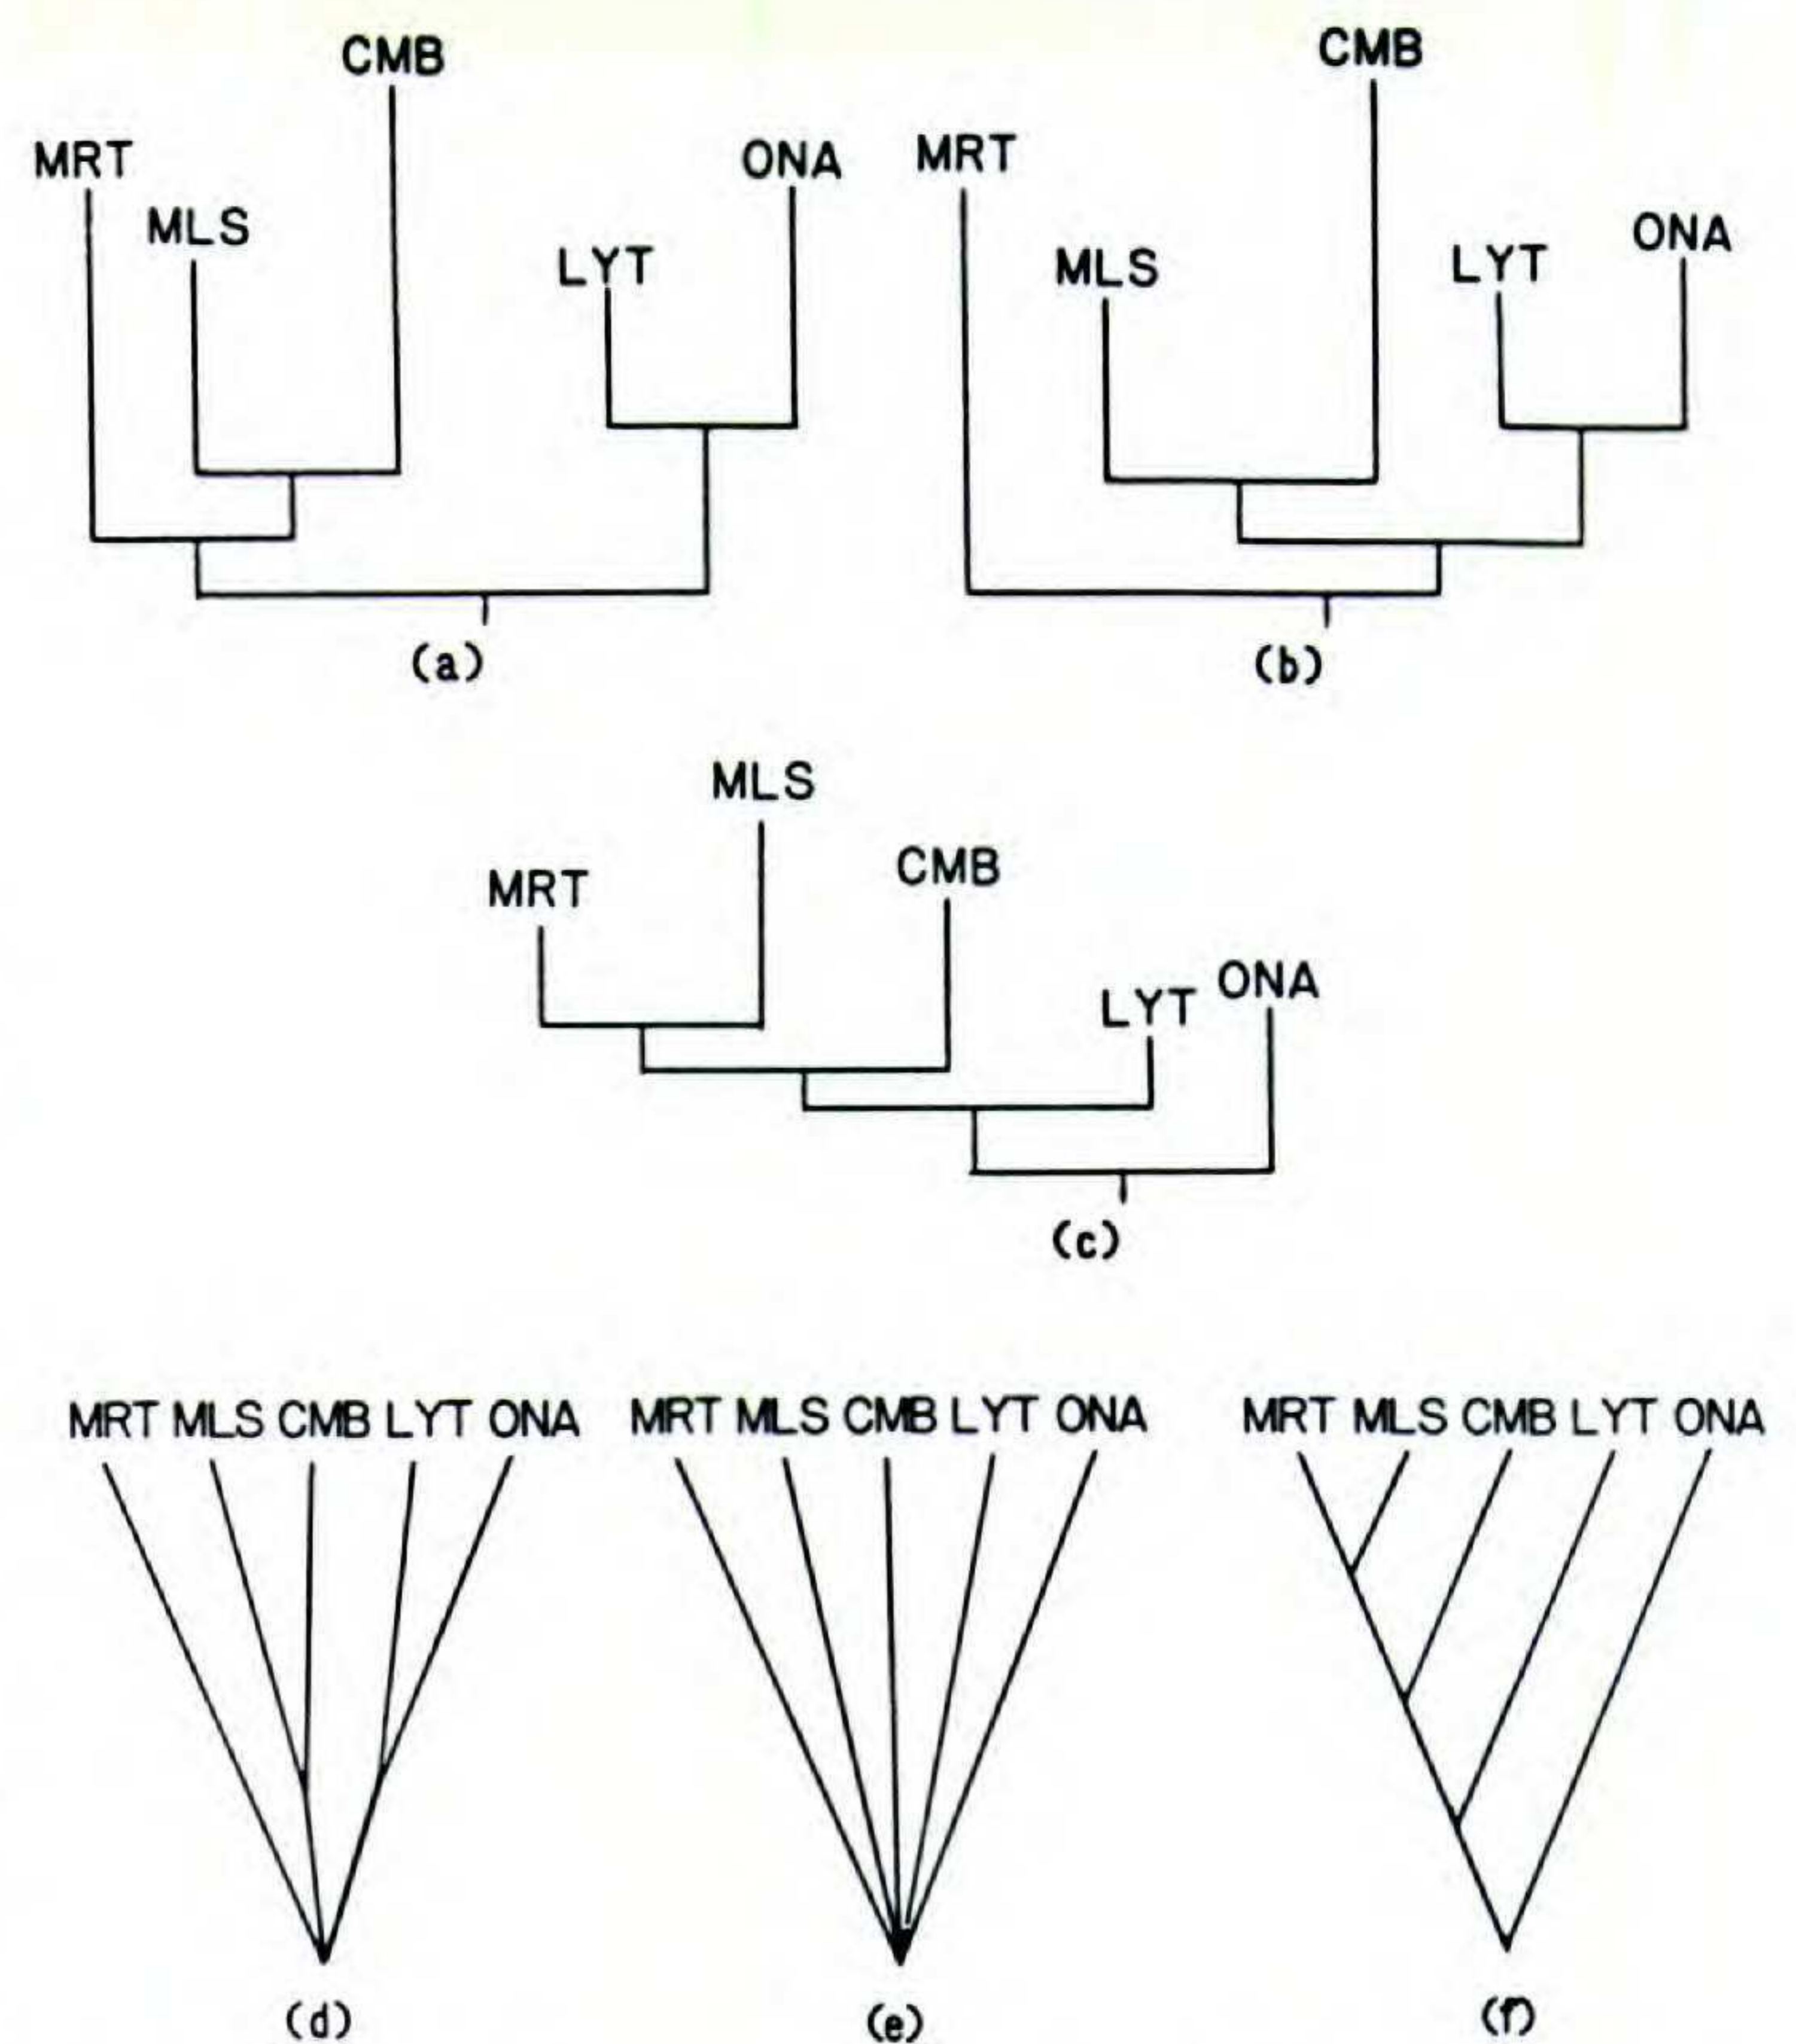 CMB
CMB
MRT
ONA
MRT
MLS
LYT
MLS
LYT
ONA
(a)
(b)
MLS
MRT
CMB
LYT
ONA
(c)
MRT MLS CMB LYT ONA
MRT MLS CMB LYT ONA
MRT MLS CMB LYT ONA
(d)
(e)
(f)